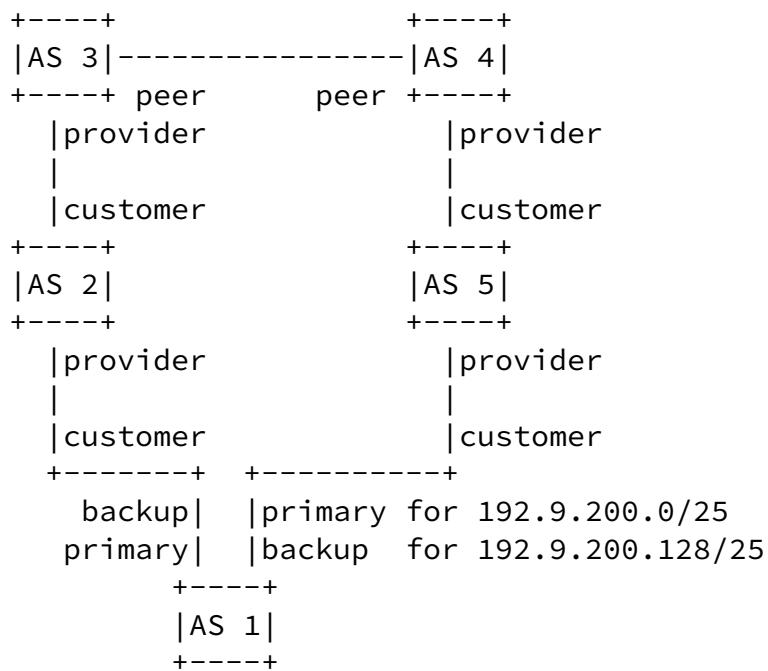 +----+                 +----+
|AS 3|-----------------|AS 4|
+----+ peer       peer +----+
  |provider              |provider
  |                      |
  |customer              |customer
+----+                 +----+
|AS 2|                 |AS 5|
+----+                 +----+
  |provider              |provider
  |                      |
  |customer              |customer
  +-------+  +----------+
    backup|  |primary for 192.9.200.0/25
   primary|  |backup  for 192.9.200.128/25
         +----+
         |AS 1|
         +----+